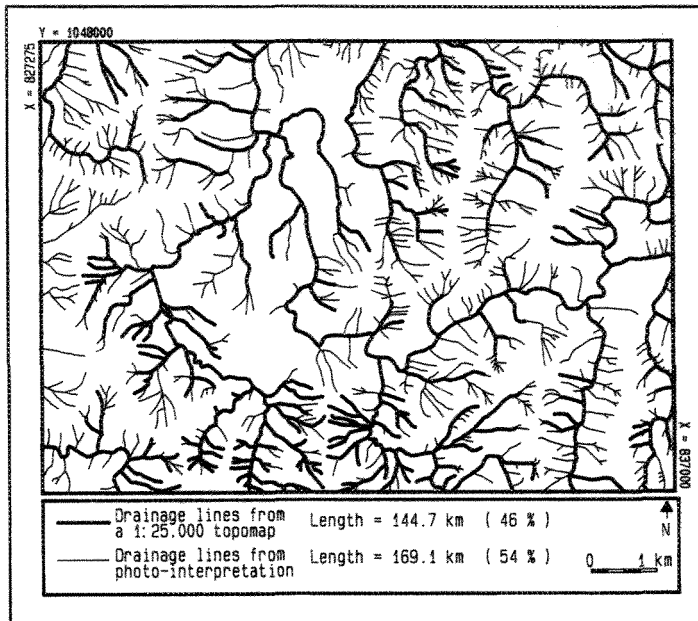 Y = 1048000
X = 827275
X = 837000
Drainage lines from
a 1:25.000 topomap
Length = 144.7 km ( 46 % )
Drainage lines from
photo-interpretation
Length = 169.1 km ( 54 % )
N
0 1 km